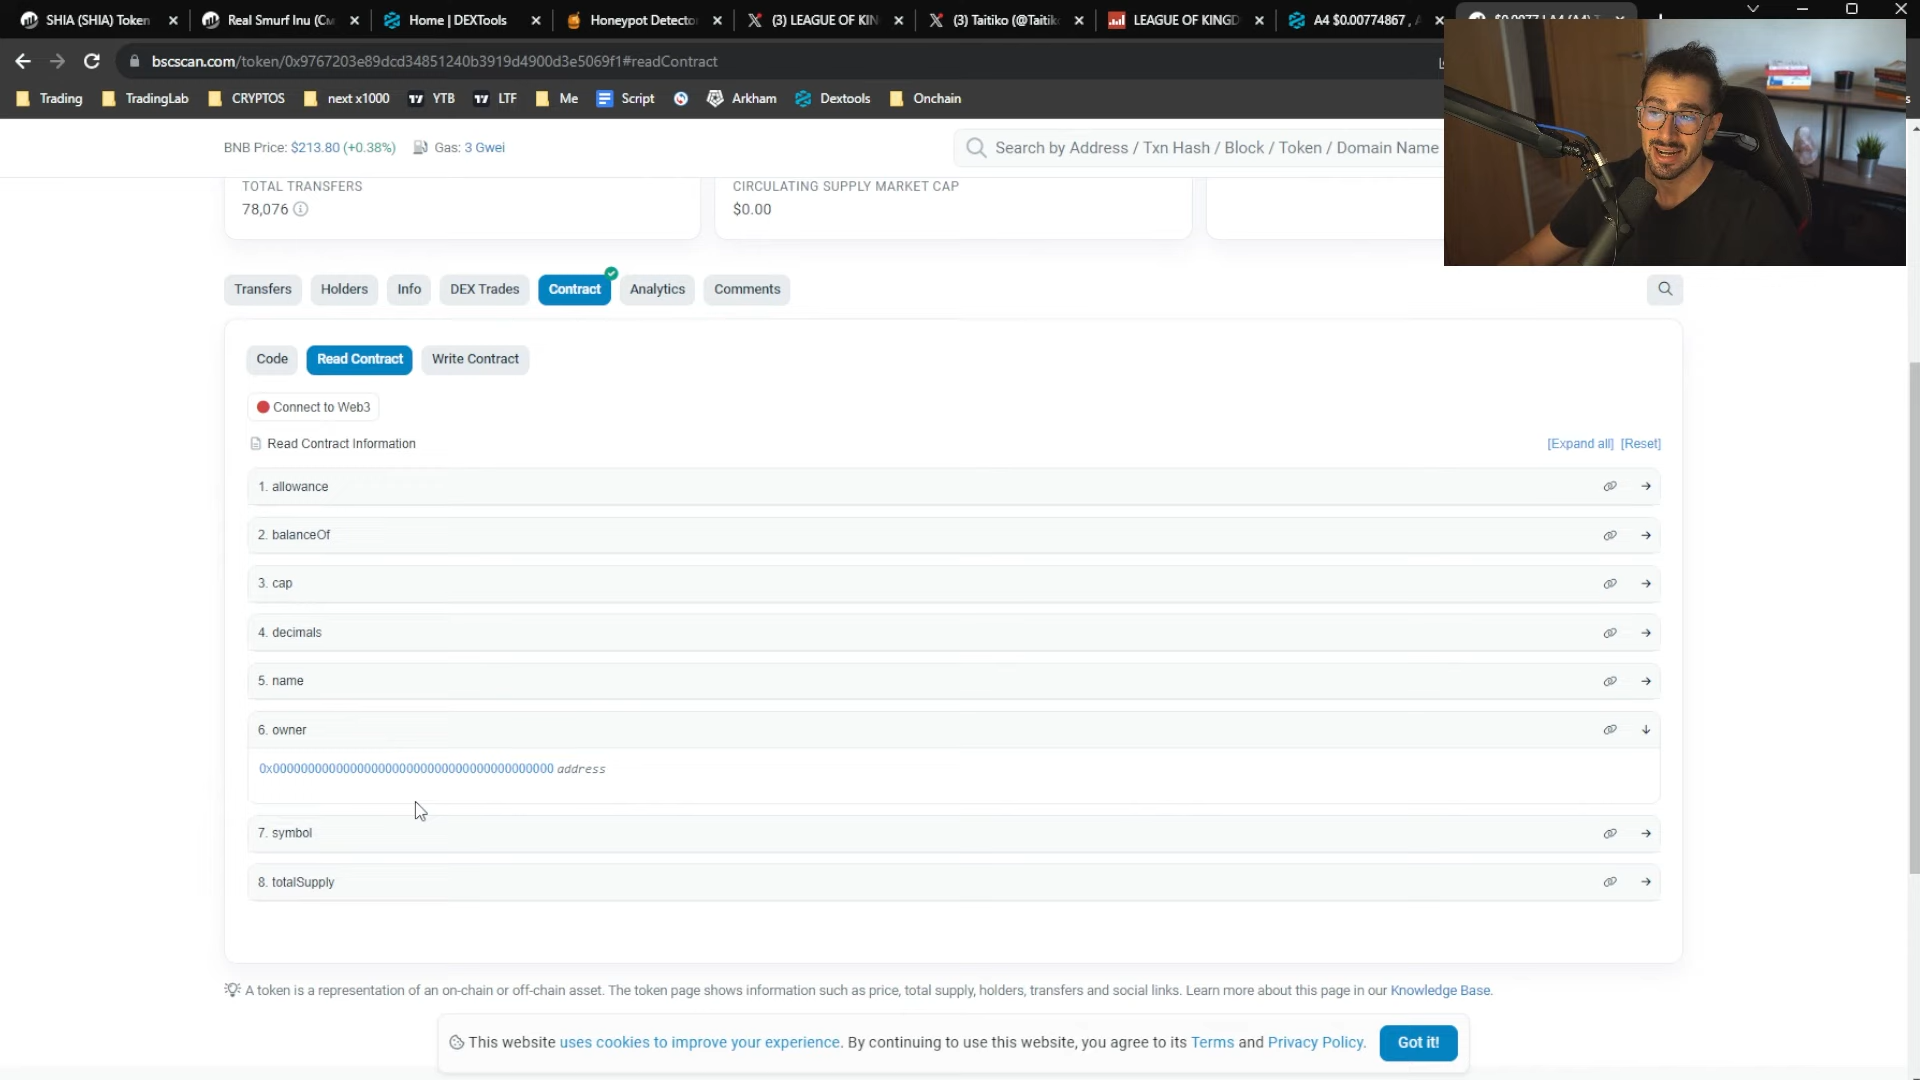 SHIA (SHIA) Token
Real Smurf Inu (
Home | DEXTools
Honeypot Detecto
(3) LEAGUE OF KIN
(3) Taitiko (@Taitik
LEAGUE OF KINGD
A4 $0.00774867 ,
bscscan.com/token/0x9767203e89dcd34851240b3919d4900d3e5069f1#readContract
Trading
TradingLab
CRYPTOS
next x1000
YTB
LTF
Me
Script
Arkham
Dextools
Onchain
BNB Price: $213.80 (+0.38%)
Gas: 3 Gwei
Search by Address / Txn Hash / Block / Token / Domain Name
TOTAL TRANSFERS
78,076
CIRCULATING SUPPLY MARKET CAP
$0.00
Transfers
Holders
Info
DEX Trades
Contract
Analytics
Comments
Code
Read Contract
Write Contract
Connect to Web3
Read Contract Information
[Expand all] [Reset]
1. allowance
2. balanceOf
3. cap
4. decimals
5. name
6. owner
0x0000000000000000000000000000000000000000 address
7. symbol
8. totalSupply
A token is a representation of an on-chain or off-chain asset. The token page shows information such as price, total supply, holders, transfers and social links. Learn more about this page in our Knowledge Base.
This website uses cookies to improve your experience. By continuing to use this website, you agree to its Terms and Privacy Policy.
Got it!